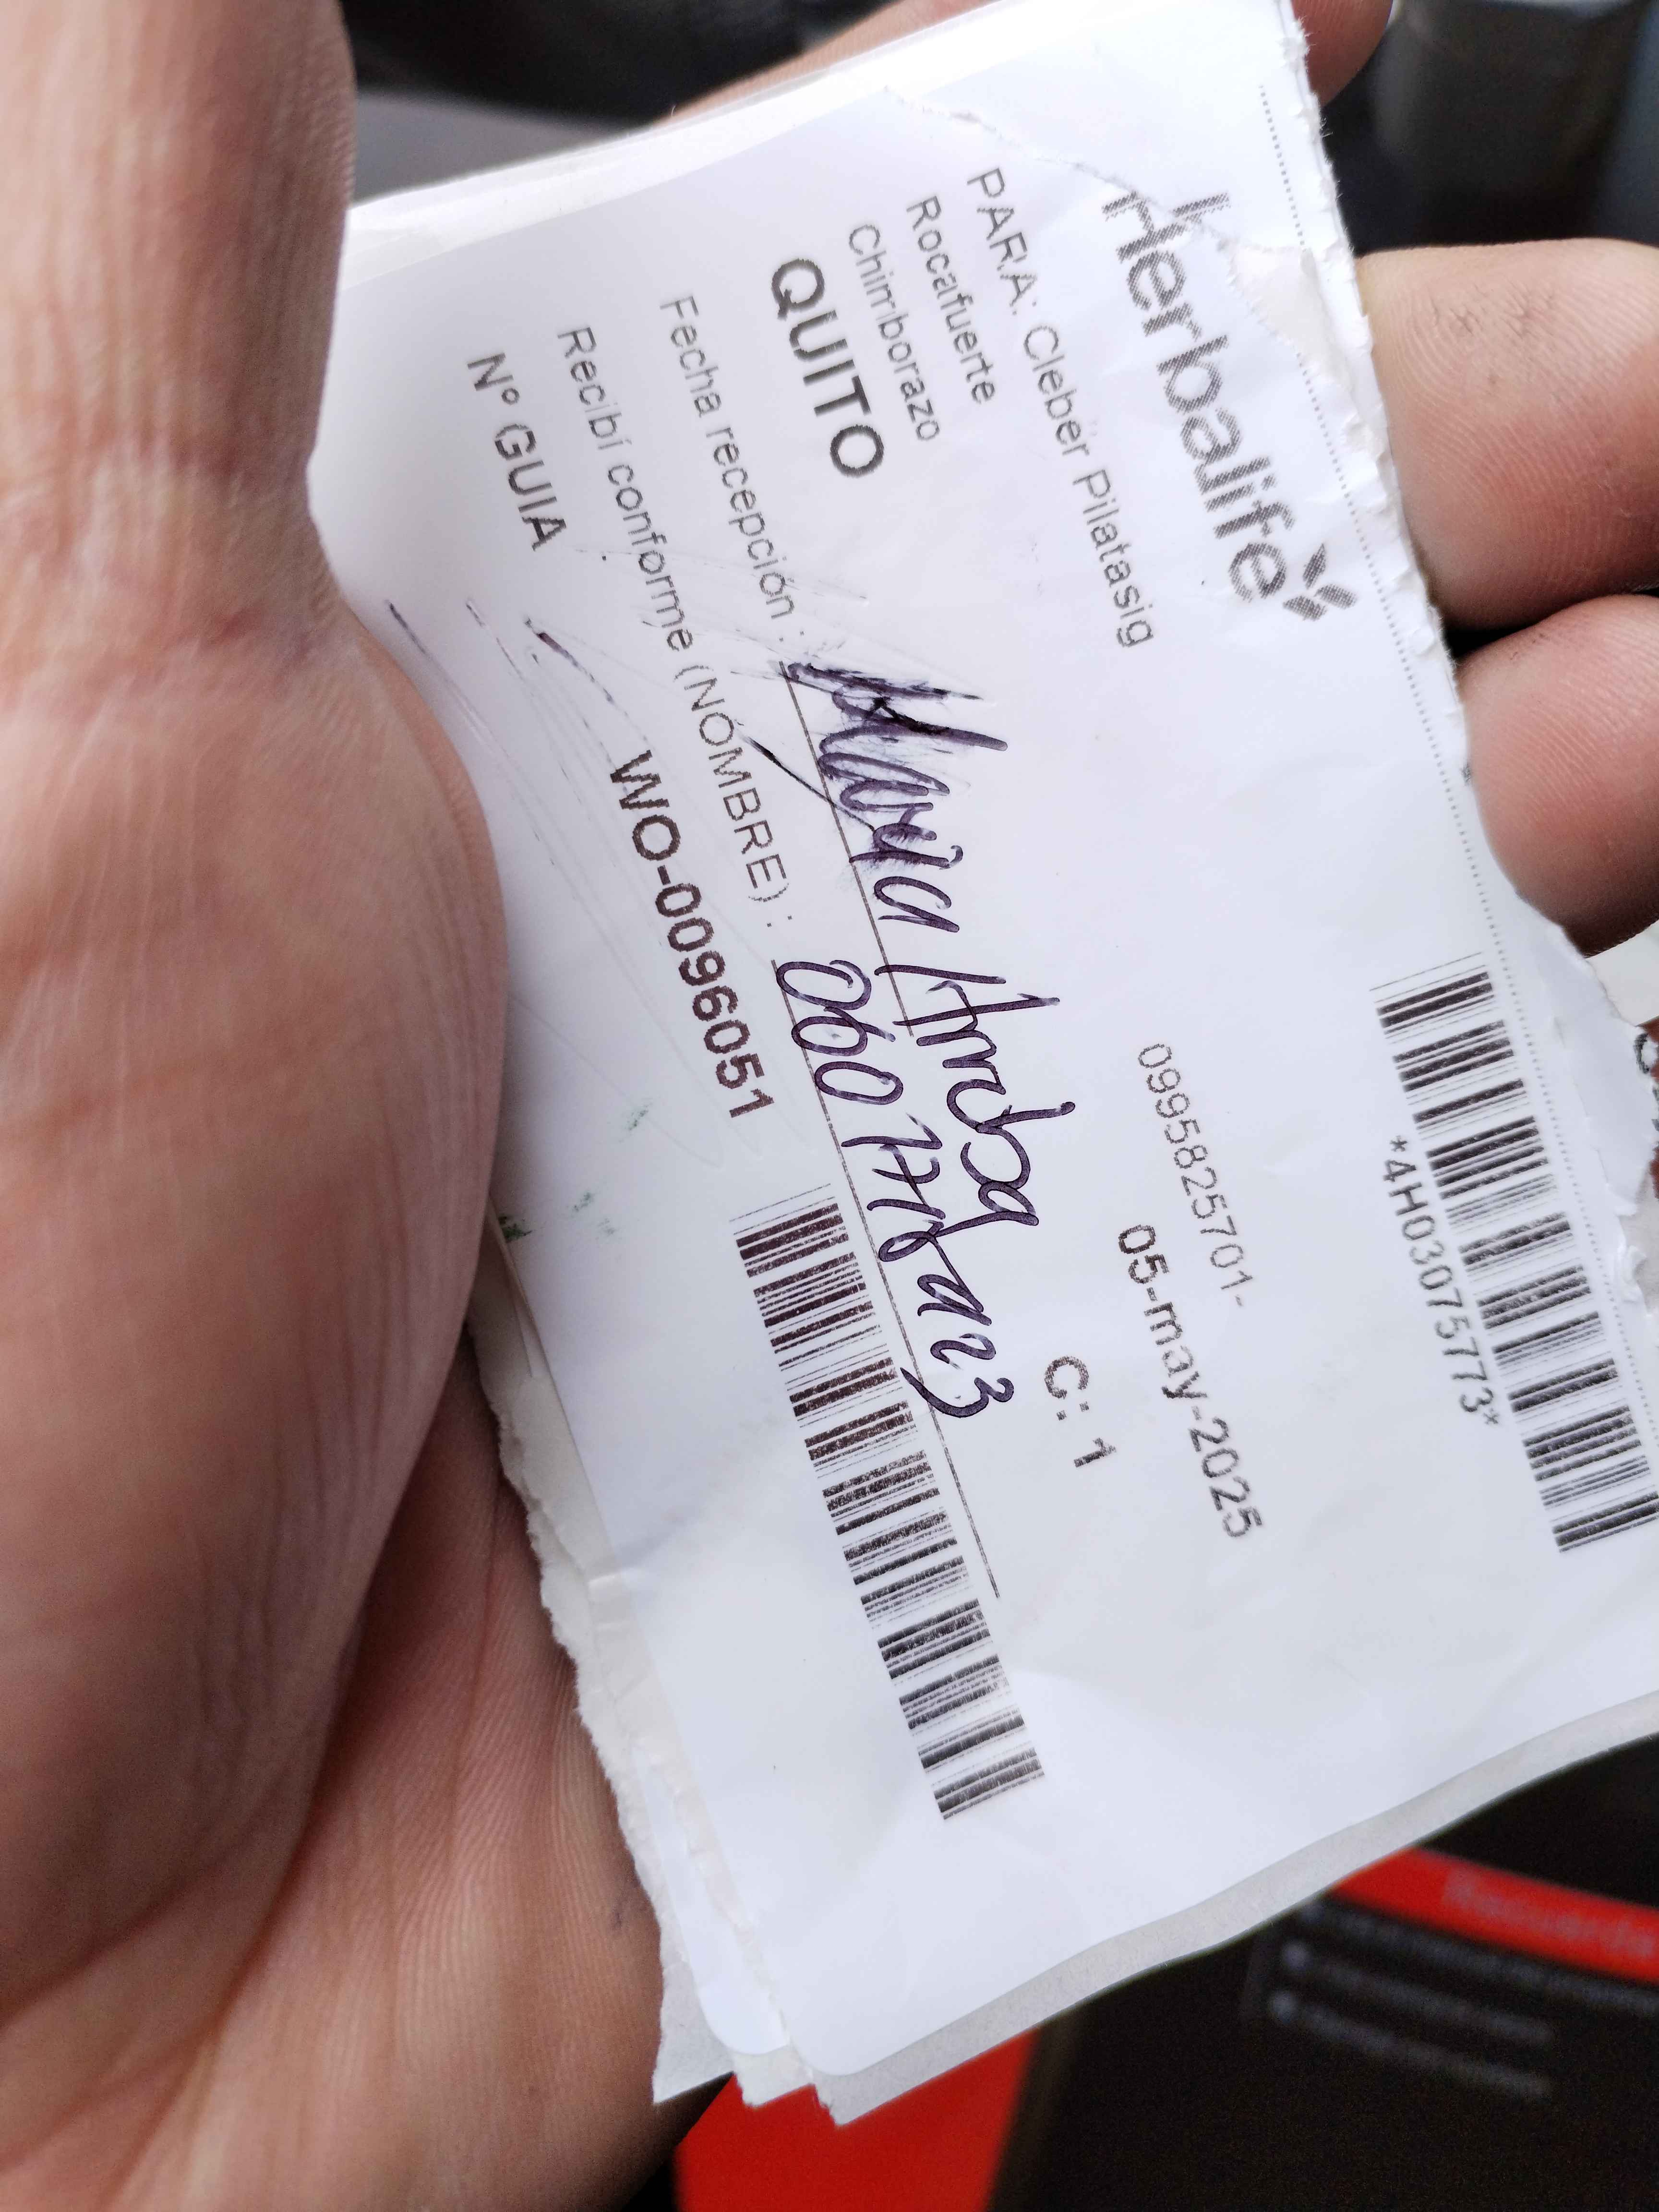 Herbalife
*4H03075773*
PARA: Cleber Pilatasig
0995825701-
Rocafuerte
05-may-2025
Chimborazo
QUITO
C: 1
Fecha recepción :
Maria
Recibí conforme (NOMBRE) :
Nº GUIA
WO-0096051